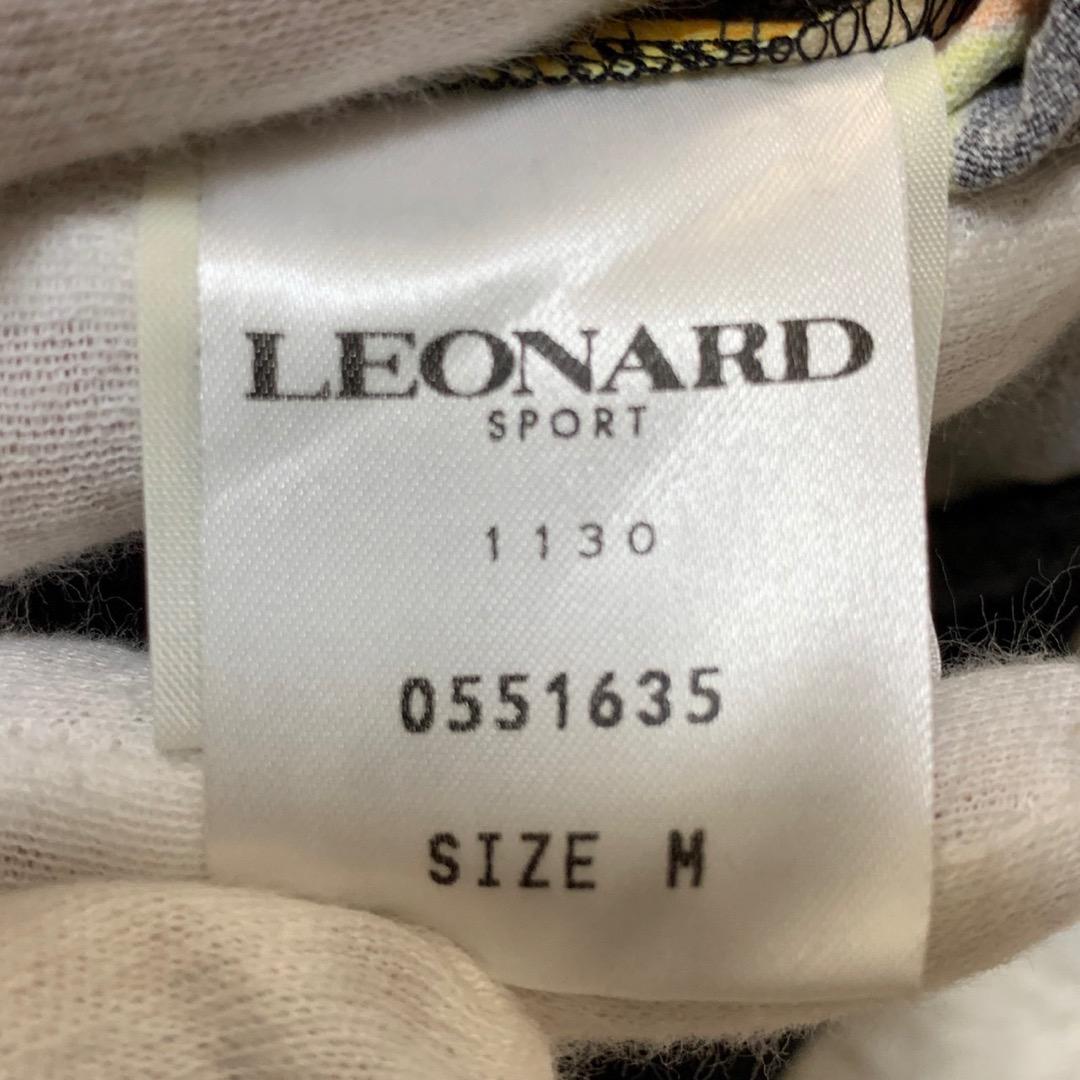 LEONARD
SPORT
1130
0551635
SIZE M